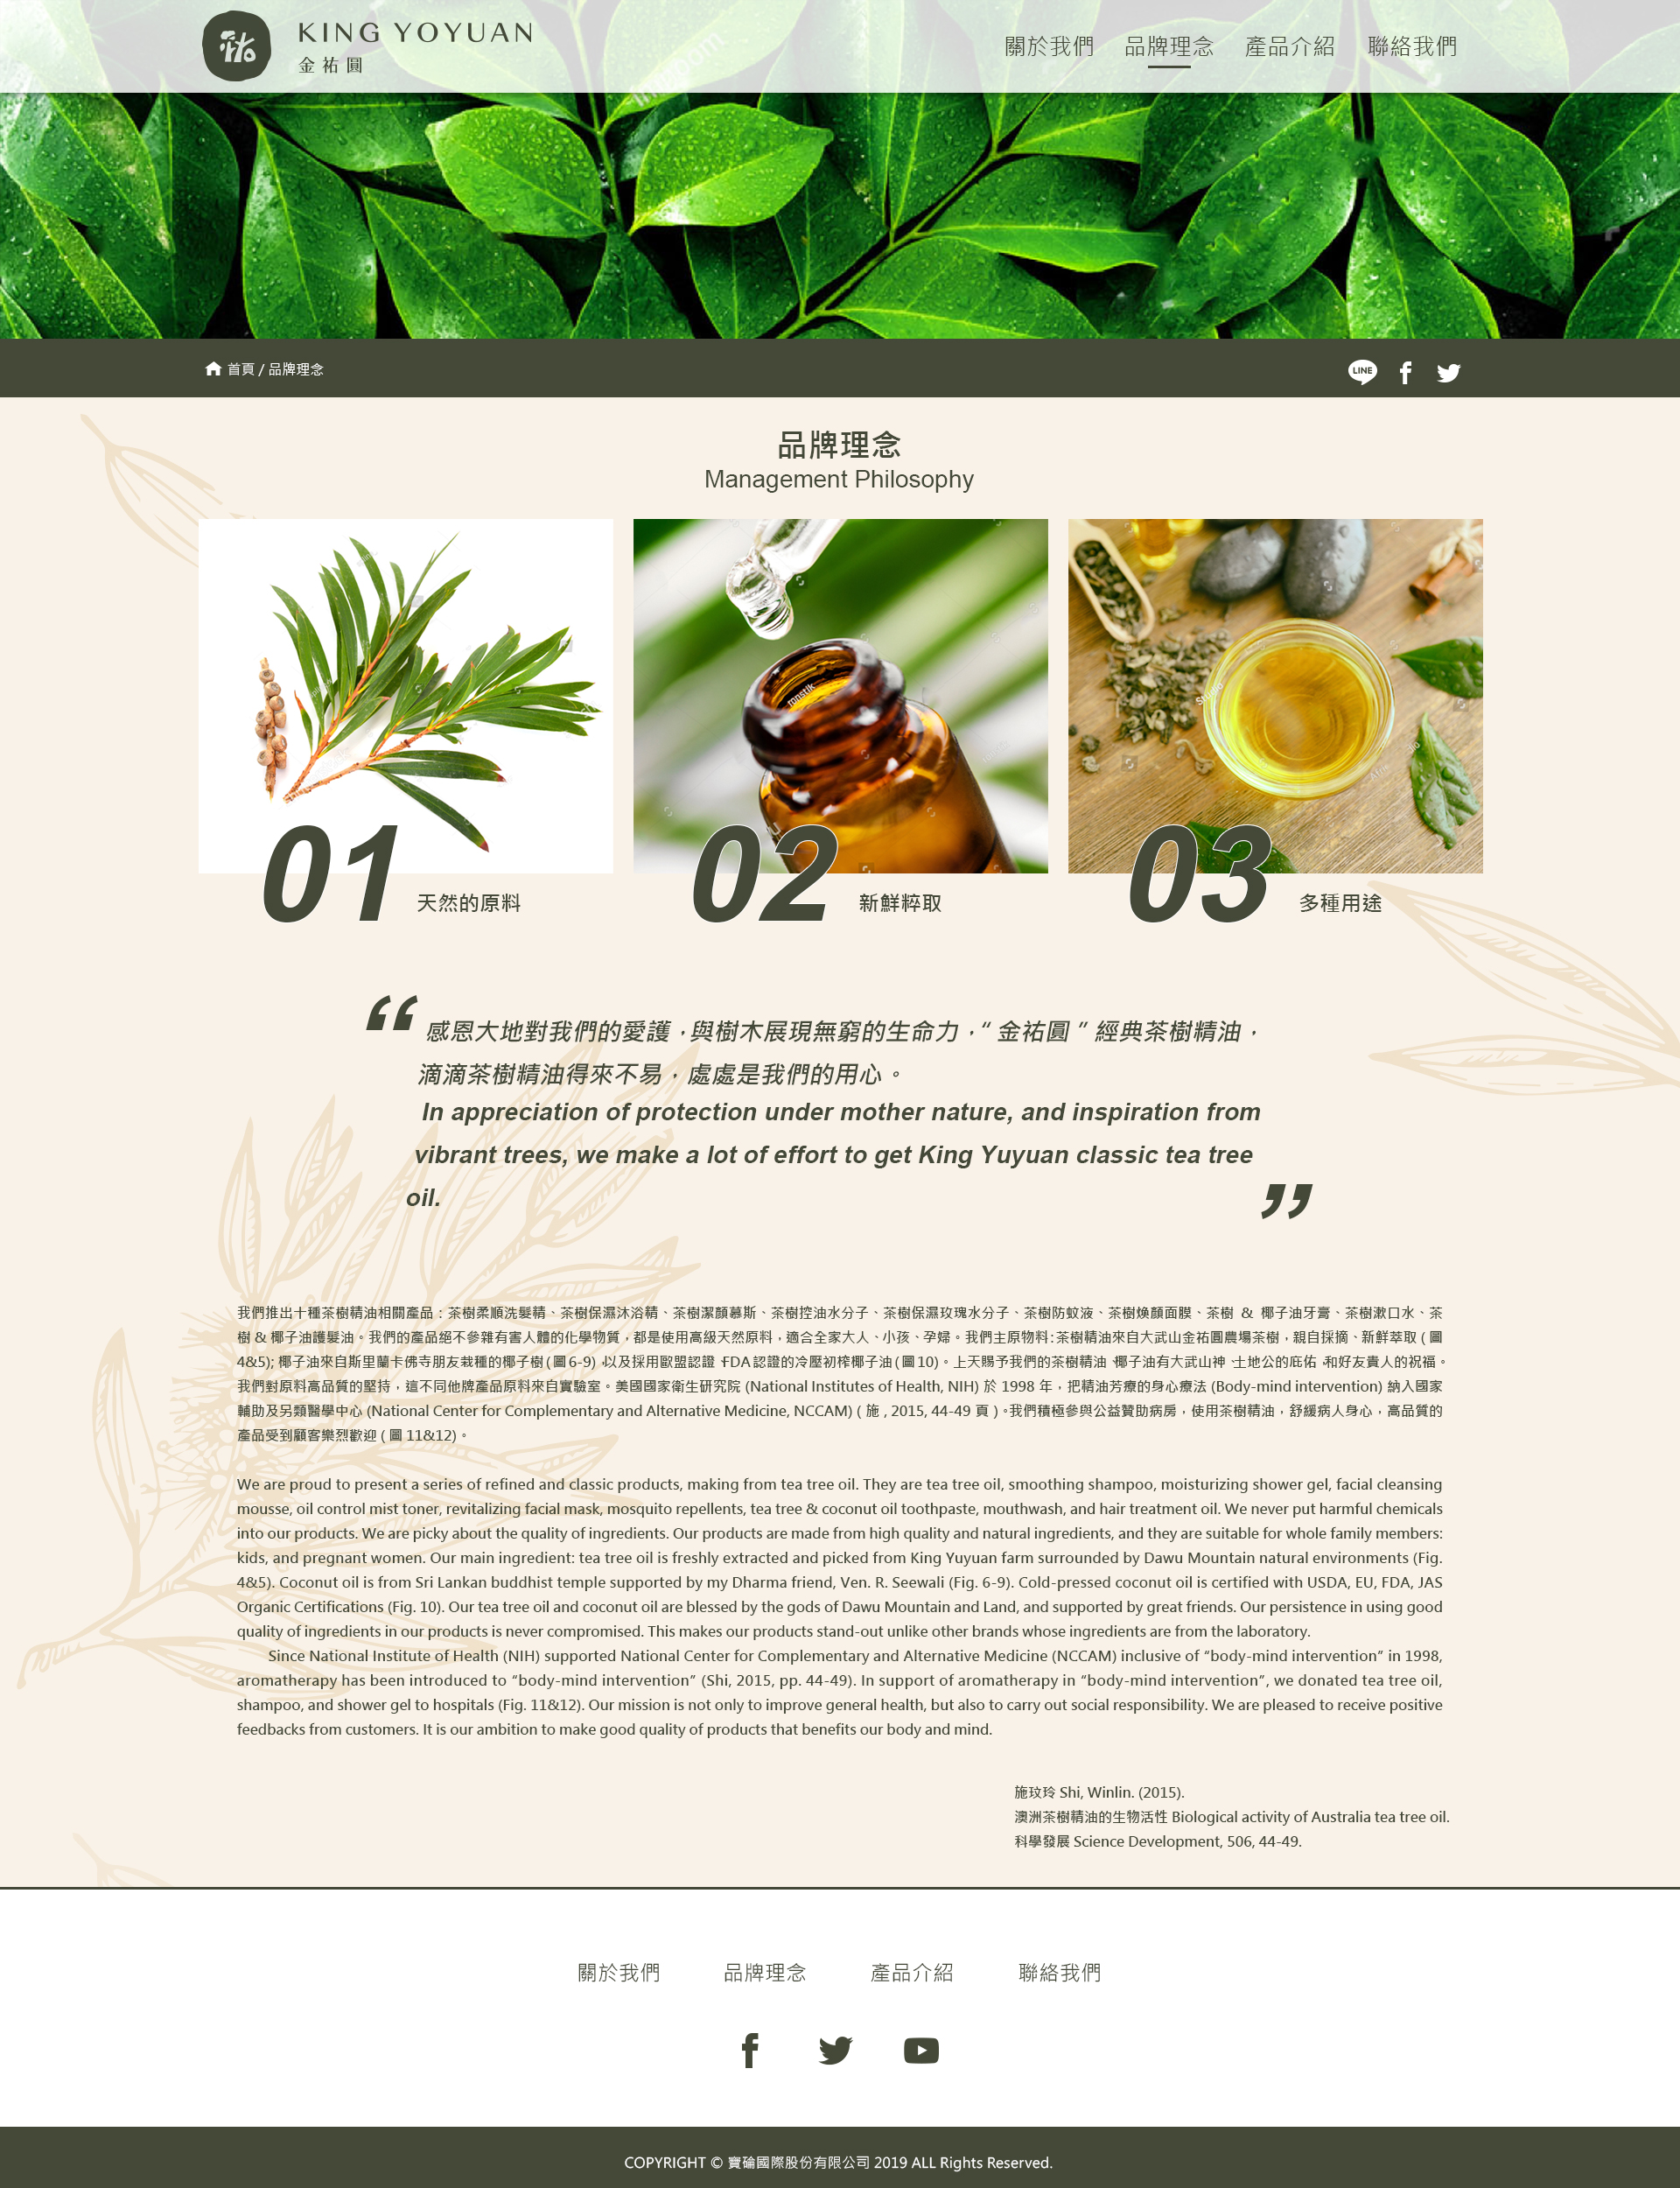 KING YOYUAN
金祐圓
關於我們 品牌理念 產品介紹 聯絡我們
首頁 / 品牌理念
LINE
品牌理念
Management Philosophy
01 天然的原料
02 新鮮粹取
03 多種用途
“ 感恩大地對我們的愛護，與樹木展現無窮的生命力，“ 金祐圓 ” 經典茶樹精油，
滴滴茶樹精油得來不易，處處是我們的用心。
In appreciation of protection under mother nature, and inspiration from
vibrant trees, we make a lot of effort to get King Yuyuan classic tea tree
oil. ”
我們推出十種茶樹精油相關產品：茶樹柔順洗髮精、茶樹保濕沐浴精、茶樹潔顏慕斯、茶樹控油水分子、茶樹保濕玫瑰水分子、茶樹防蚊液、茶樹煥顏面膜、茶樹 & 椰子油牙膏、茶樹漱口水、茶
樹 & 椰子油護髮油。我們的產品絕不參雜有害人體的化學物質，都是使用高級天然原料，適合全家大人、小孩、孕婦。我們主原物料：茶樹精油來自大武山金祐圓農場茶樹，親自採摘、新鮮萃取 ( 圖
4&5); 椰子油來自斯里蘭卡佛寺朋友栽種的椰子樹 ( 圖 6-9)，以及採用歐盟認證、FDA 認證的冷壓初榨椰子油 ( 圖 10)。上天賜予我們的茶樹精油、椰子油有大武山神、土地公的庇佑、和好友貴人的祝福。
我們對原料高品質的堅持，這不同他牌產品原料來自實驗室。美國國家衛生研究院 (National Institutes of Health, NIH) 於 1998 年，把精油芳療的身心療法 (Body-mind intervention) 納入國家
輔助及另類醫學中心 (National Center for Complementary and Alternative Medicine, NCCAM) ( 施 , 2015, 44-49 頁 )。我們積極參與公益贊助病房，使用茶樹精油，舒緩病人身心，高品質的
產品受到顧客樂烈歡迎 ( 圖 11&12)。
We are proud to present a series of refined and classic products, making from tea tree oil. They are tea tree oil, smoothing shampoo, moisturizing shower gel, facial cleansing
mousse, oil control mist toner, revitalizing facial mask, mosquito repellents, tea tree & coconut oil toothpaste, mouthwash, and hair treatment oil. We never put harmful chemicals
into our products. We are picky about the quality of ingredients. Our products are made from high quality and natural ingredients, and they are suitable for whole family members:
kids, and pregnant women. Our main ingredient: tea tree oil is freshly extracted and picked from King Yuyuan farm surrounded by Dawu Mountain natural environments (Fig.
4&5). Coconut oil is from Sri Lankan buddhist temple supported by my Dharma friend, Ven. R. Seewali (Fig. 6-9). Cold-pressed coconut oil is certified with USDA, EU, FDA, JAS
Organic Certifications (Fig. 10). Our tea tree oil and coconut oil are blessed by the gods of Dawu Mountain and Land, and supported by great friends. Our persistence in using good
quality of ingredients in our products is never compromised. This makes our products stand-out unlike other brands whose ingredients are from the laboratory.
Since National Institute of Health (NIH) supported National Center for Complementary and Alternative Medicine (NCCAM) inclusive of “body-mind intervention” in 1998,
aromatherapy has been introduced to “body-mind intervention” (Shi, 2015, pp. 44-49). In support of aromatherapy in “body-mind intervention”, we donated tea tree oil,
shampoo, and shower gel to hospitals (Fig. 11&12). Our mission is not only to improve general health, but also to carry out social responsibility. We are pleased to receive positive
feedbacks from customers. It is our ambition to make good quality of products that benefits our body and mind.
施玟玲 Shi, Winlin. (2015).
澳洲茶樹精油的生物活性 Biological activity of Australia tea tree oil.
科學發展 Science Development, 506, 44-49.
關於我們 品牌理念 產品介紹 聯絡我們
COPYRIGHT © 寶碖國際股份有限公司 2019 ALL Rights Reserved.